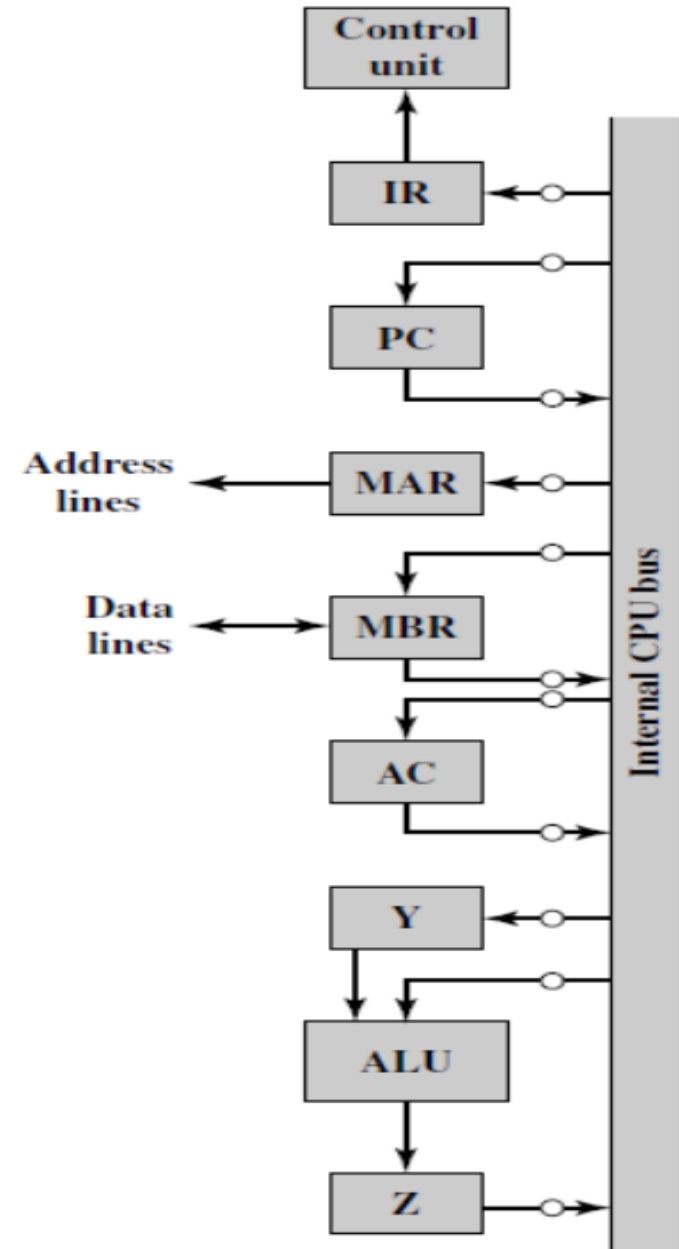 Control
unit
IR
PC
Address
lines
MAR
Data
lines
MBR
AC
Y
ALU
Z
Internal CPU bus